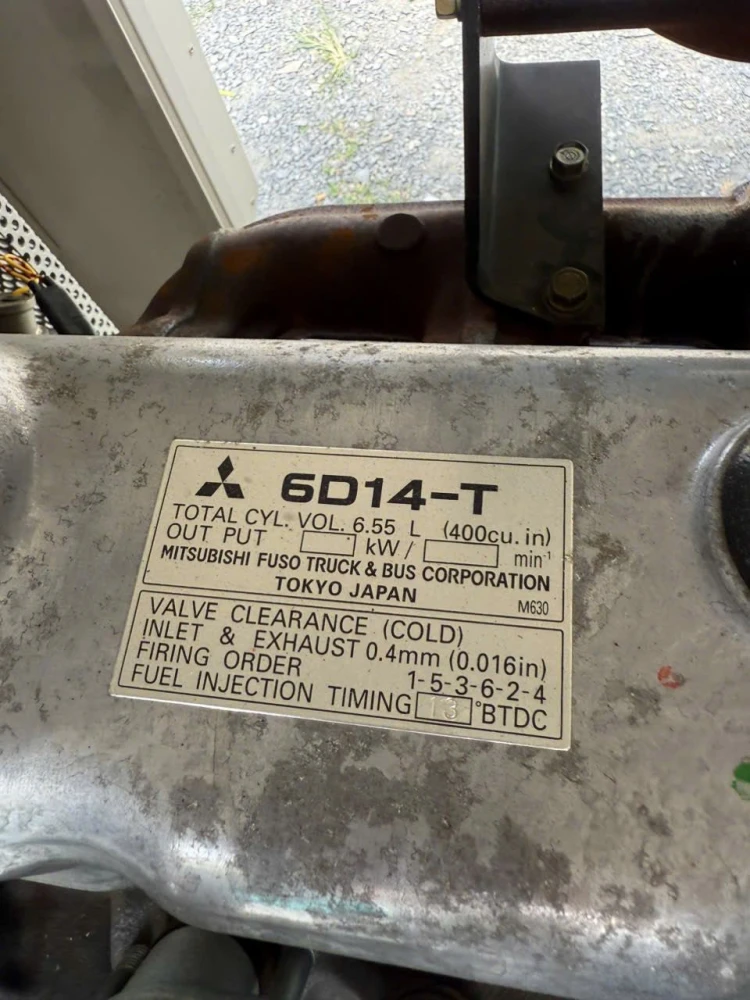 6D14-T
TOTAL CYL. VOL. 6.55 L (400cu. in)
OUT PUT kW/ min⁻¹
MITSUBISHI FUSO TRUCK & BUS CORPORATION
TOKYO JAPAN
M630
VALVE CLEARANCE (COLD)
INLET & EXHAUST 0.4mm (0.016in)
FIRING ORDER 1-5-3-6-2-4
FUEL INJECTION TIMING 13 °BTDC